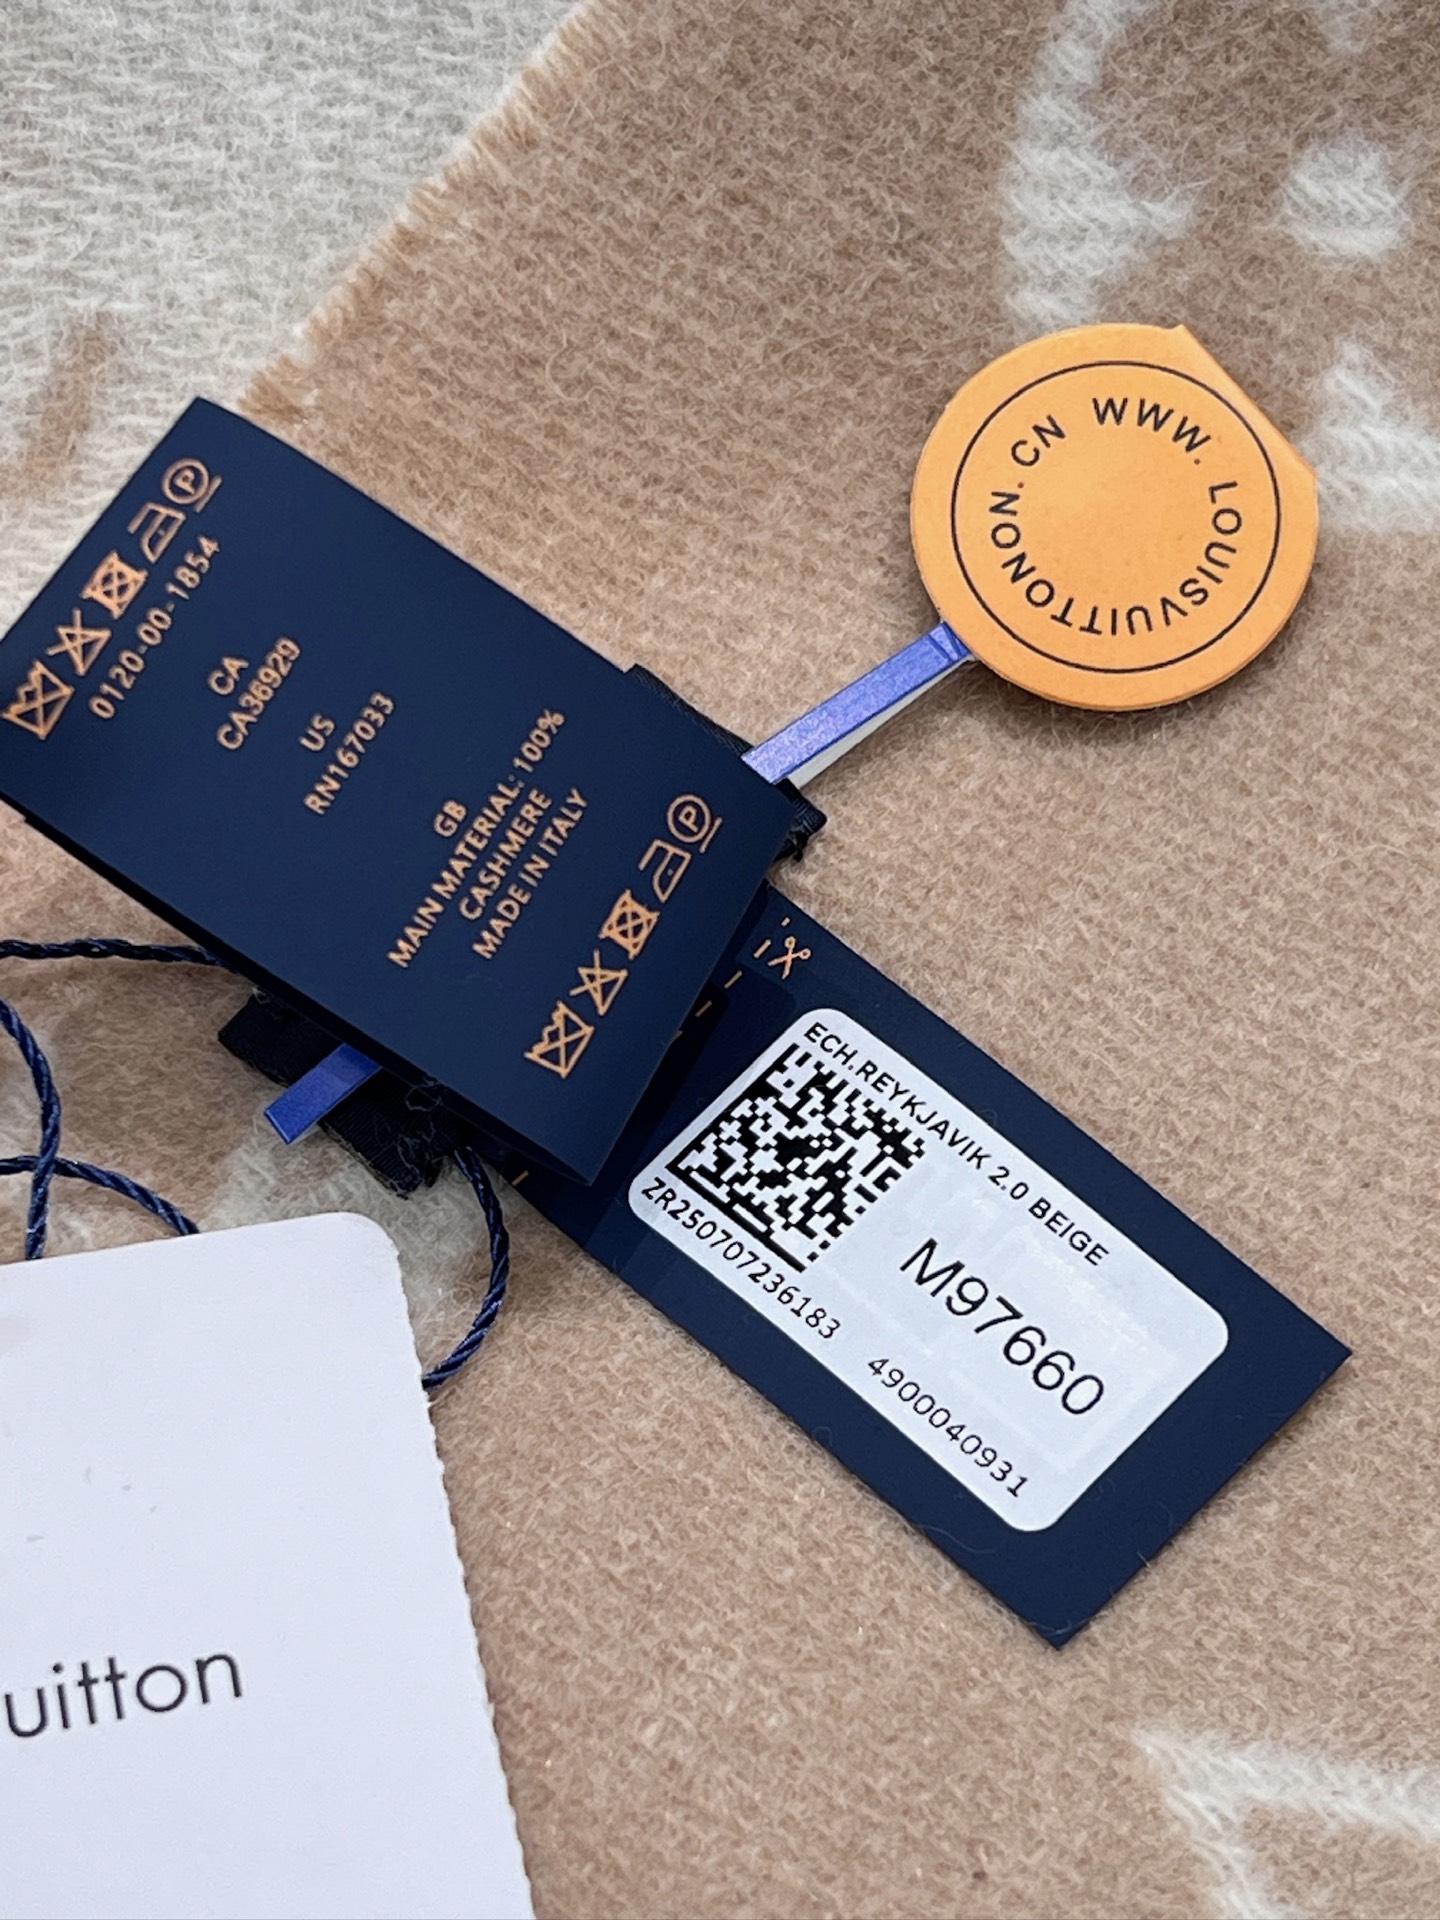 WWW.LOUISVUITTONON.CN
0120-00-1854
CA
CA36929
US
RN167033
GB
MAIN MATERIAL: 100%
CASHMERE
MADE IN ITALY
ECH.REYKJAVIK 2.0 BEIGE
M97660
ZR250707236183
4900040931
uitton